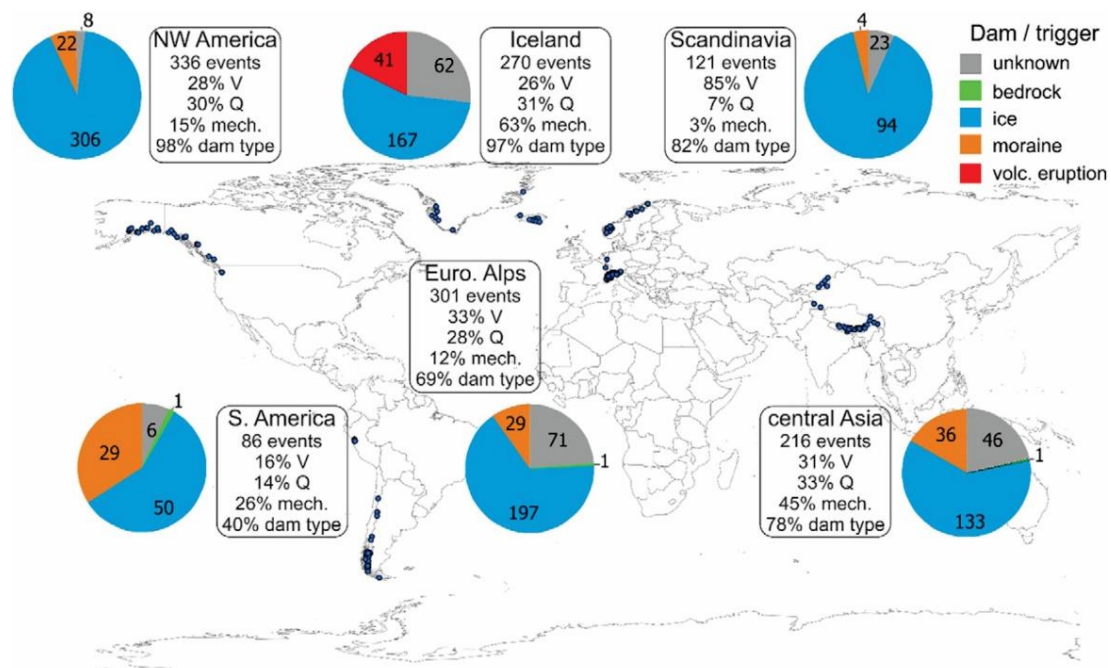 8
22
306
NW America
336 events
28% V
30% Q
15% mech.
98% dam type
41
62
167
Iceland
270 events
26% V
31% Q
63% mech.
97% dam type
Scandinavia
121 events
85% V
7% Q
3% mech.
82% dam type
4
23
94
Dam / trigger
unknown
bedrock
ice
moraine
volc. eruption
Euro. Alps
301 events
33% V
28% Q
12% mech.
69% dam type
1
6
29
50
S. America
86 events
16% V
14% Q
26% mech.
40% dam type
29
71
1
197
central Asia
216 events
31% V
33% Q
45% mech.
78% dam type
36
46
1
133